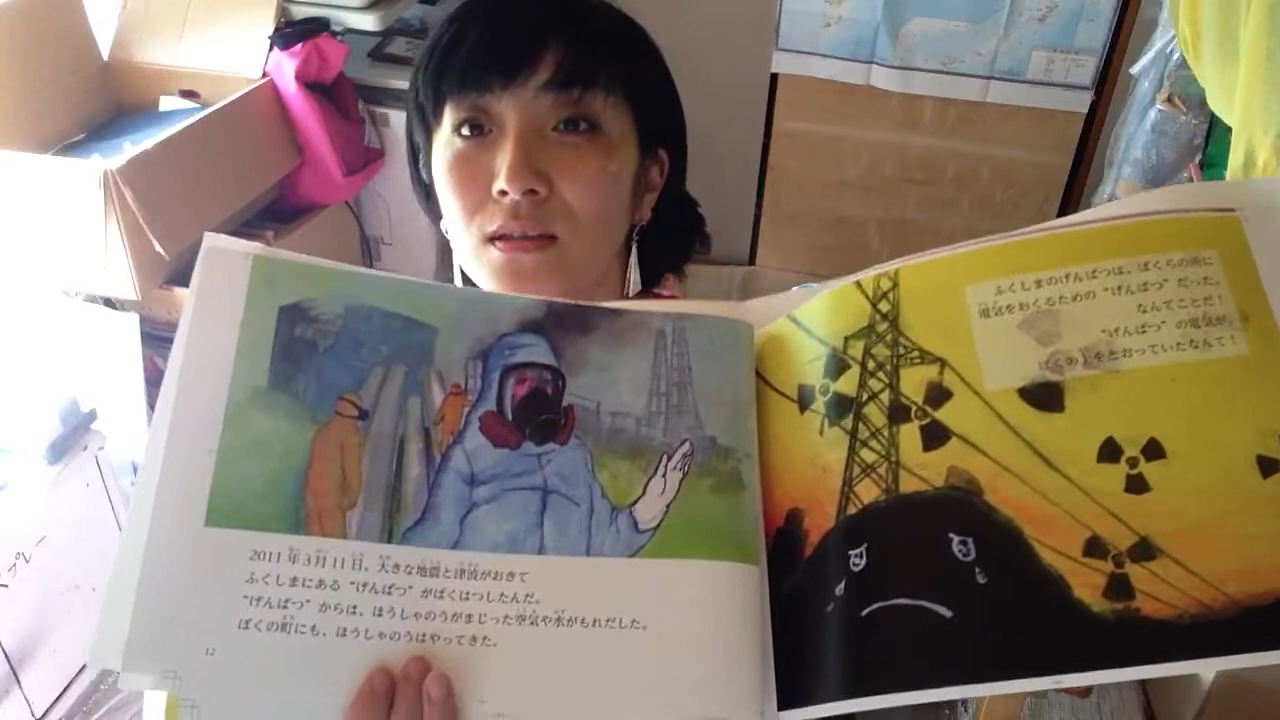 2011年3月11日、大きな地震と津波がおきて
ふくしまにある“げんぱつ”がばくはつしたんだ。
“げんぱつ”からは、ほうしゃのうがまじった空気や水がもれだした。
ぼくの町にも、ほうしゃのうはやってきた。
12
ふくしまのげんぱつは、ぼくらの所に
電気をおくるための“げんぱつ”だった。
なんてことだ!
“げんぱつ”の電気が、
ぼくの上をとおっていたなんて!
プレー